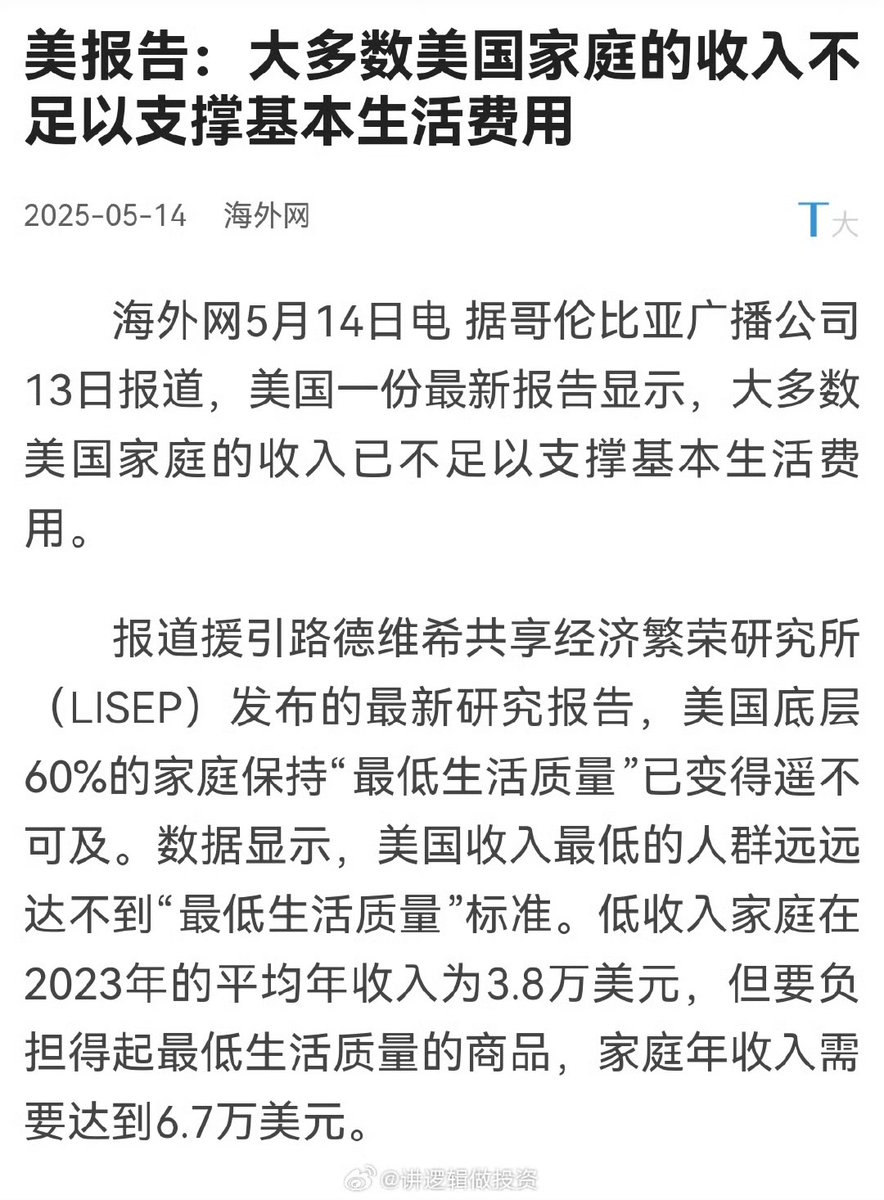 美报告：大多数美国家庭的收入不
足以支撑基本生活费用
2025-05-14 海外网
T大
海外网5月14日电 据哥伦比亚广播公司
13日报道，美国一份最新报告显示，大多数
美国家庭的收入已不足以支撑基本生活费
用。
报道援引路德维希共享经济繁荣研究所
（LISEP）发布的最新研究报告，美国底层
60%的家庭保持“最低生活质量”已变得遥不
可及。数据显示，美国收入最低的人群远远
达不到“最低生活质量”标准。低收入家庭在
2023年的平均年收入为3.8万美元，但要负
担得起最低生活质量的商品，家庭年收入需
要达到6.7万美元。
@讲逻辑做投资